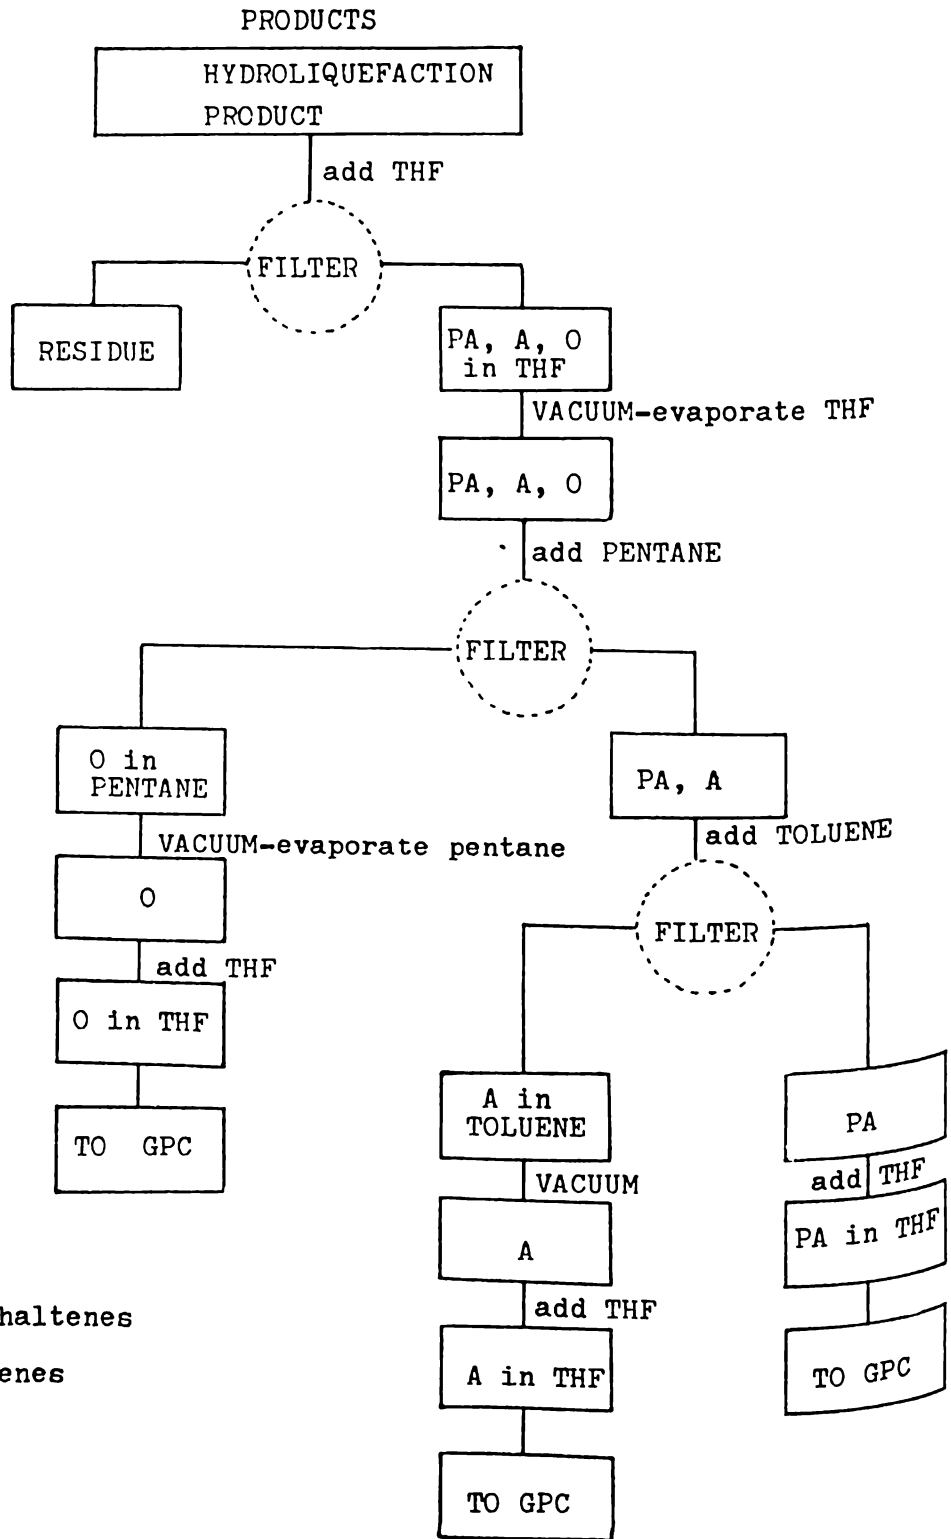 PRODUCTS
HYDROLIQUEFACTION
PRODUCT
add THF
FILTER
RESIDUE
PA, A, O
in THF
VACUUM-evaporate THF
PA, A, O
add PENTANE
FILTER
O in
PENTANE
PA, A
VACUUM-evaporate pentane
add TOLUENE
O
FILTER
add THF
O in THF
TO GPC
A in
TOLUENE
PA
VACUUM
add THF
A
PA in THF
add THF
haltenes
A in THF
TO GPC
enes
TO GPC